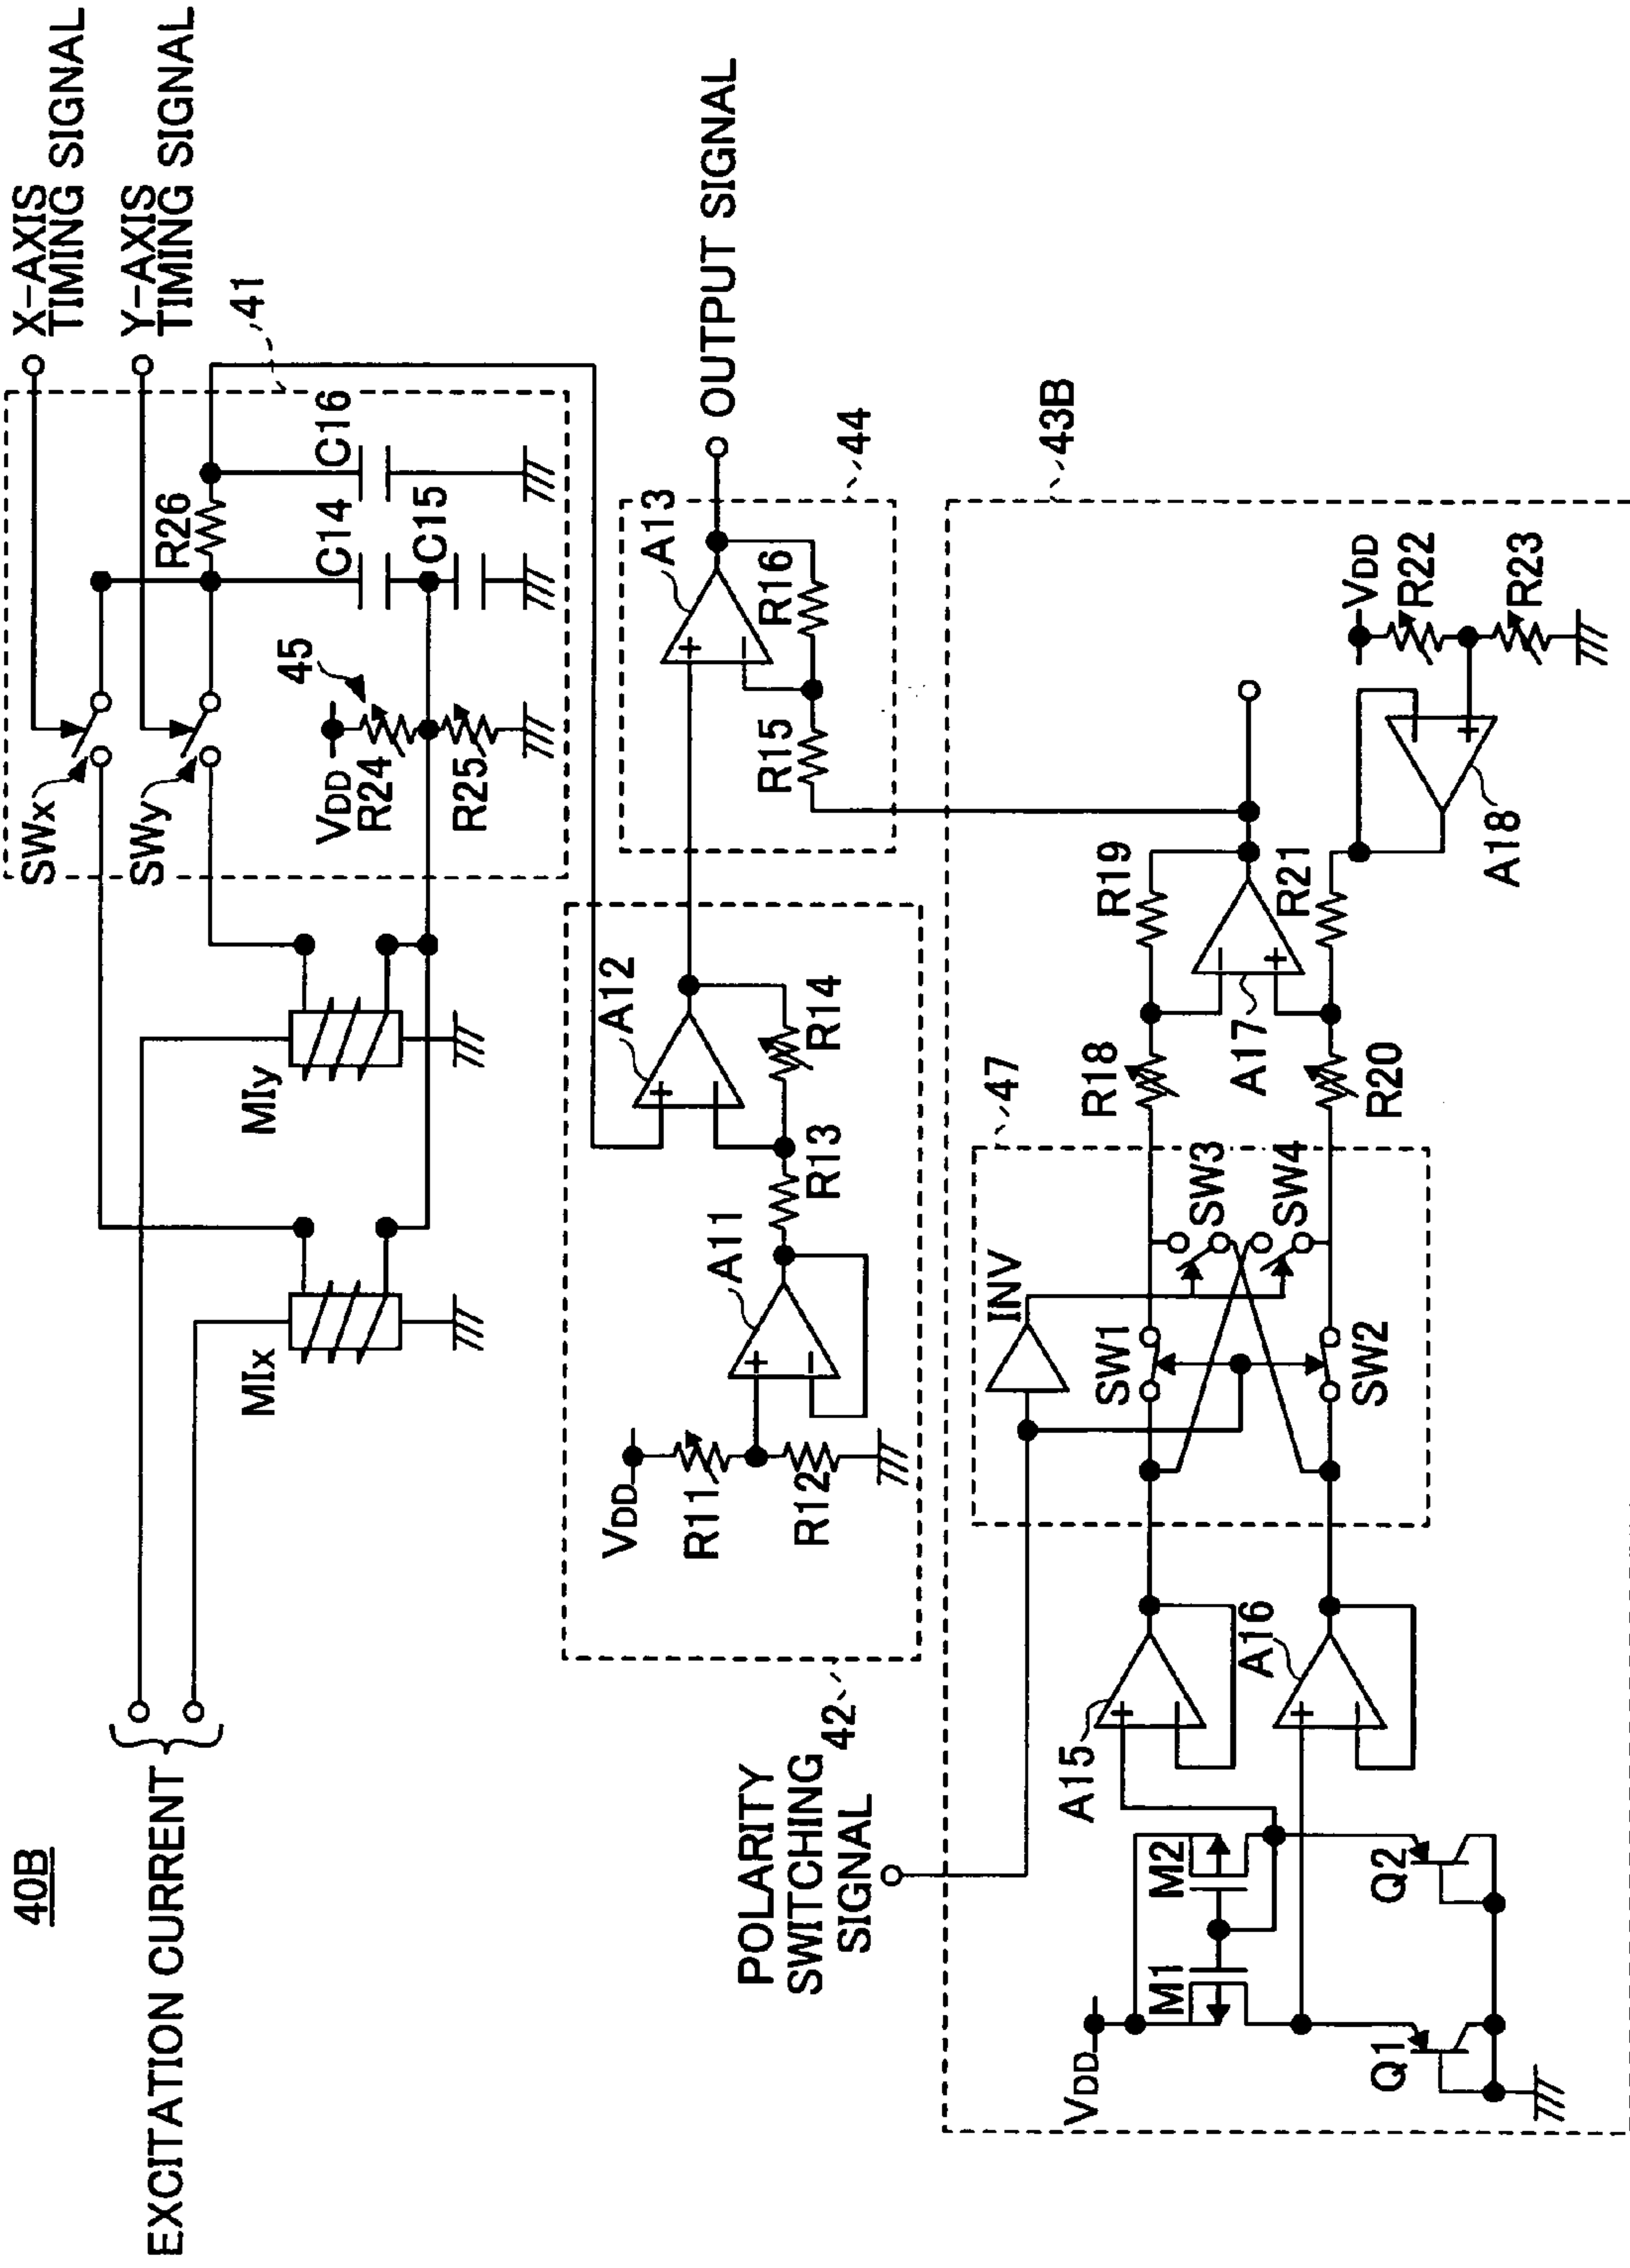 40B
EXCITATION CURRENT
X-AXIS
TIMING SIGNAL
Y-AXIS
TIMING SIGNAL
41
SWx
SWy
R26
C14
C16
C15
45
VDD
R24
R25
MIx
MIy
OUTPUT SIGNAL
44
A13
+
−
R15
R16
A12
+
−
R14
R13
A11
+
−
VDD
R11
R12
42
POLARITY
SWITCHING
SIGNAL
43B
47
INV
SW1
SW2
SW3
SW4
R18
R19
A17
−
+
R20
R21
VDD
R22
R23
−
+
A18
A15
+
−
A16
+
−
VDD
M1
M2
Q1
Q2